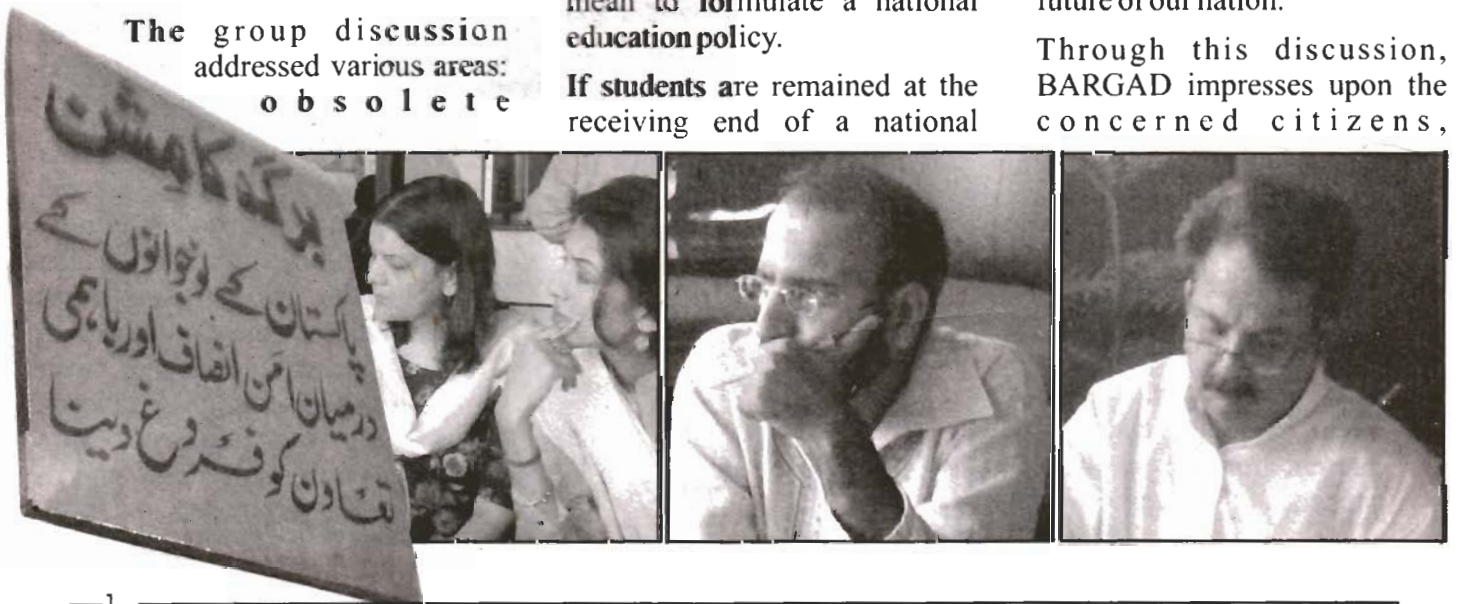 The group discussion
addressed various areas:
obsolete
mean to formulate a national
education policy.
If students are remained at the
receiving end of a national
future of our nation.
Through this discussion,
BARGAD impresses upon the
concerned citizens,
برگد کا مشن
پاکستان کے نوجوانوں کے
درمیان امن انصاف اور باہمی
تعاون کو فروغ دینا
1